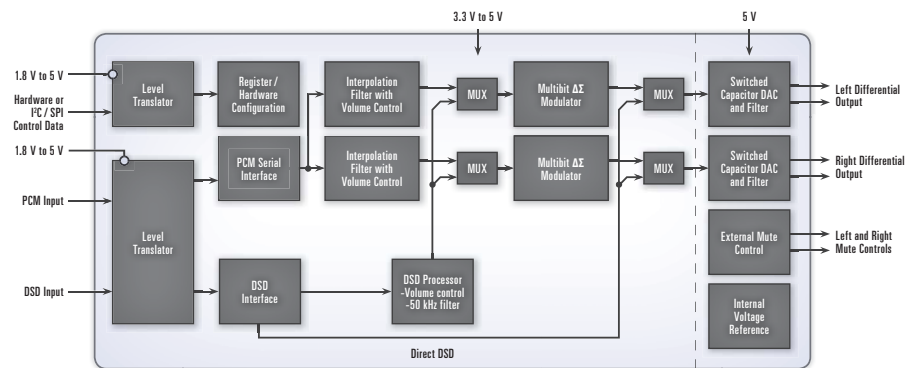 3.3 V to 5 V
5 V
1.8 V to 5 V
Hardware or
I²C / SPI
Control Data
1.8 V to 5 V
PCM Input
DSD Input
Level
Translator
Register /
Hardware
Configuration
Interpolation
Filter with
Volume Control
MUX
Multibit ΔΣ
Modulator
MUX
Switched
Capacitor DAC
and Filter
Left Differential
Output
Level
Translator
PCM Serial
Interface
Interpolation
Filter with
Volume Control
MUX
Multibit ΔΣ
Modulator
MUX
Switched
Capacitor DAC
and Filter
Right Differential
Output
External Mute
Control
Left and Right
Mute Controls
DSD
Interface
DSD Processor
-Volume control
-50 kHz filter
Internal
Voltage
Reference
Direct DSD